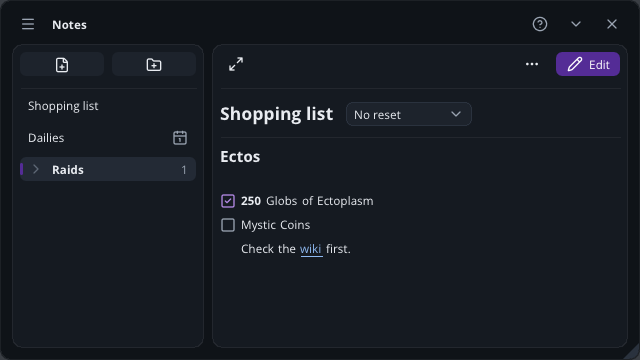 Notes
Edit
Shopping list
Dailies
Raids 1
Shopping list No reset
Ectos
250 Globs of Ectoplasm
Mystic Coins
Check the wiki first.